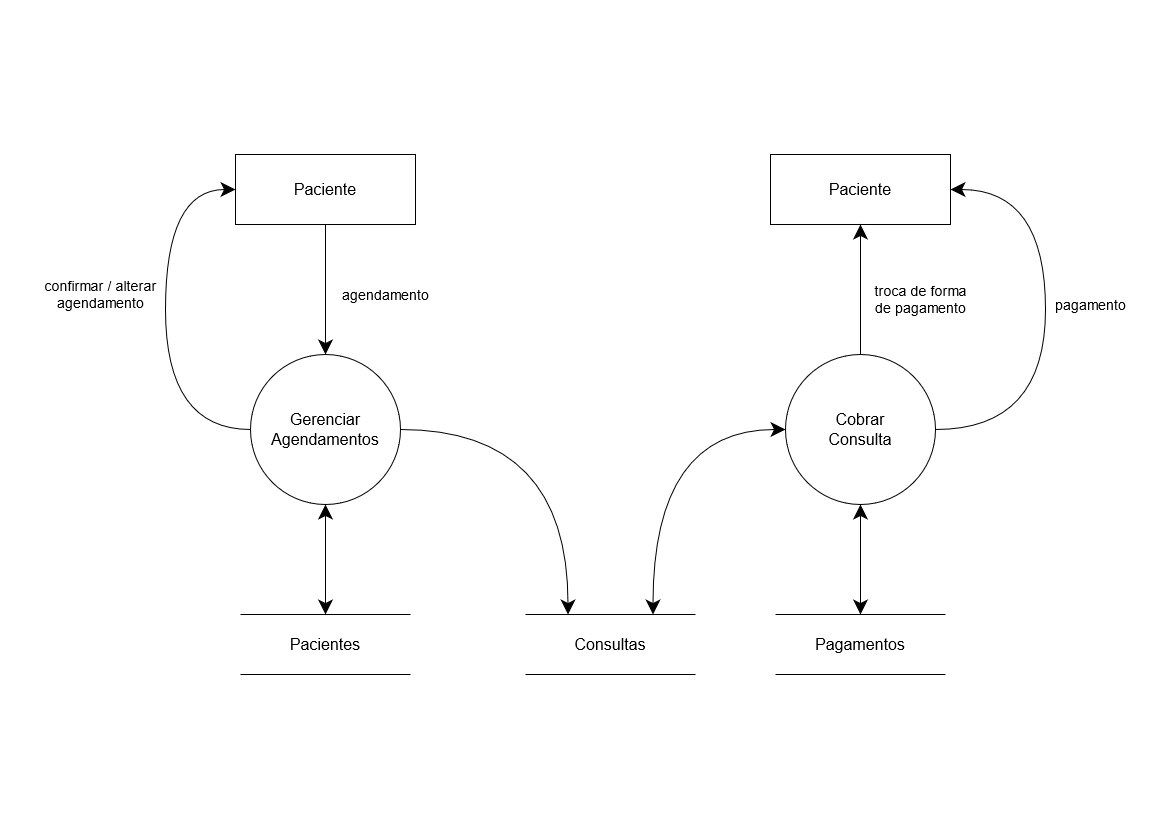 Paciente
Paciente
confirmar / alterar
agendamento
agendamento
troca de forma
de pagamento
pagamento
Gerenciar
Agendamentos
Cobrar
Consulta
Pacientes
Consultas
Pagamentos